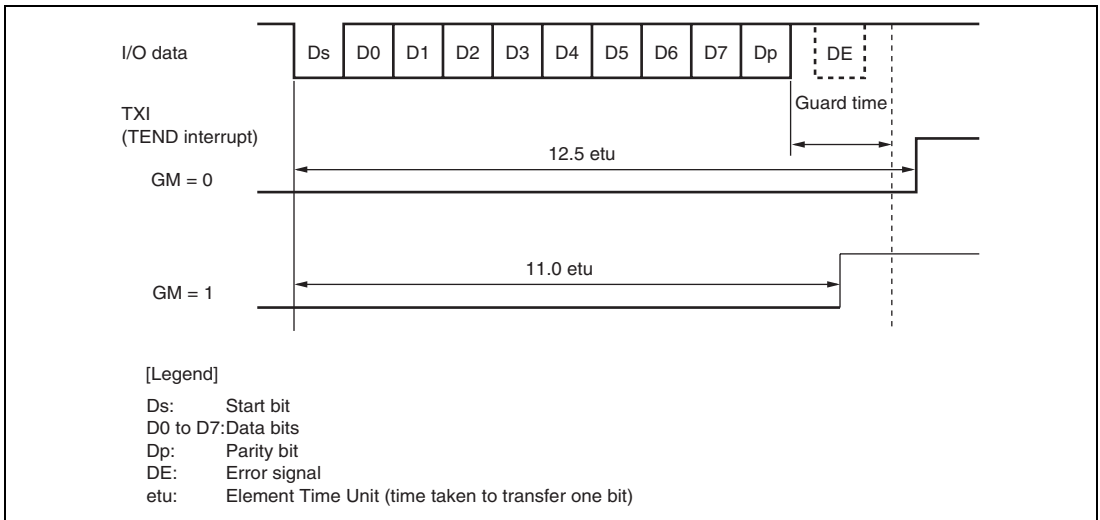 I/O data
Ds D0 D1 D2 D3 D4 D5 D6 D7 Dp DE
Guard time
TXI
(TEND interrupt)
12.5 etu
GM = 0
11.0 etu
GM = 1
[Legend]
Ds: Start bit
D0 to D7: Data bits
Dp: Parity bit
DE: Error signal
etu: Element Time Unit (time taken to transfer one bit)